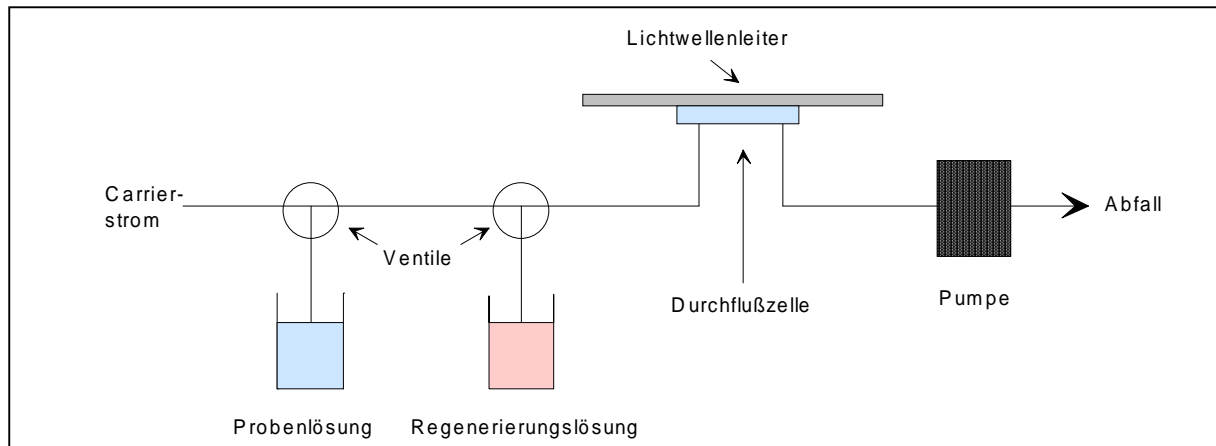 Lichtwellenleiter
Carrier-
strom
Ventile
Abfall
Durchflußzelle
Pumpe
Probenlösung
Regenerierungslösung